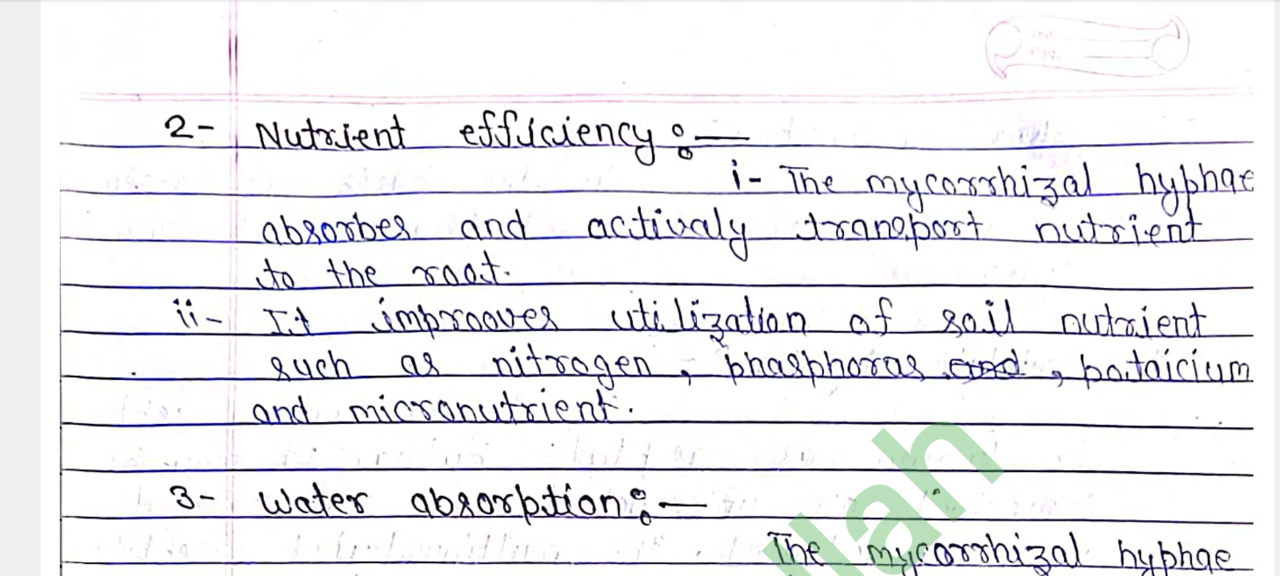 2- Nutrient efficiency :—
i- The mycorrhizal hyphae
absorbes and activaly transport nutrient
to the root.
ii- It improoves utilization of soil nutrient
such as nitrogen, phasphoras and, potaicium
and micronutrient.
3- Water absorption :—
The mycorrhizal hyphae
llah